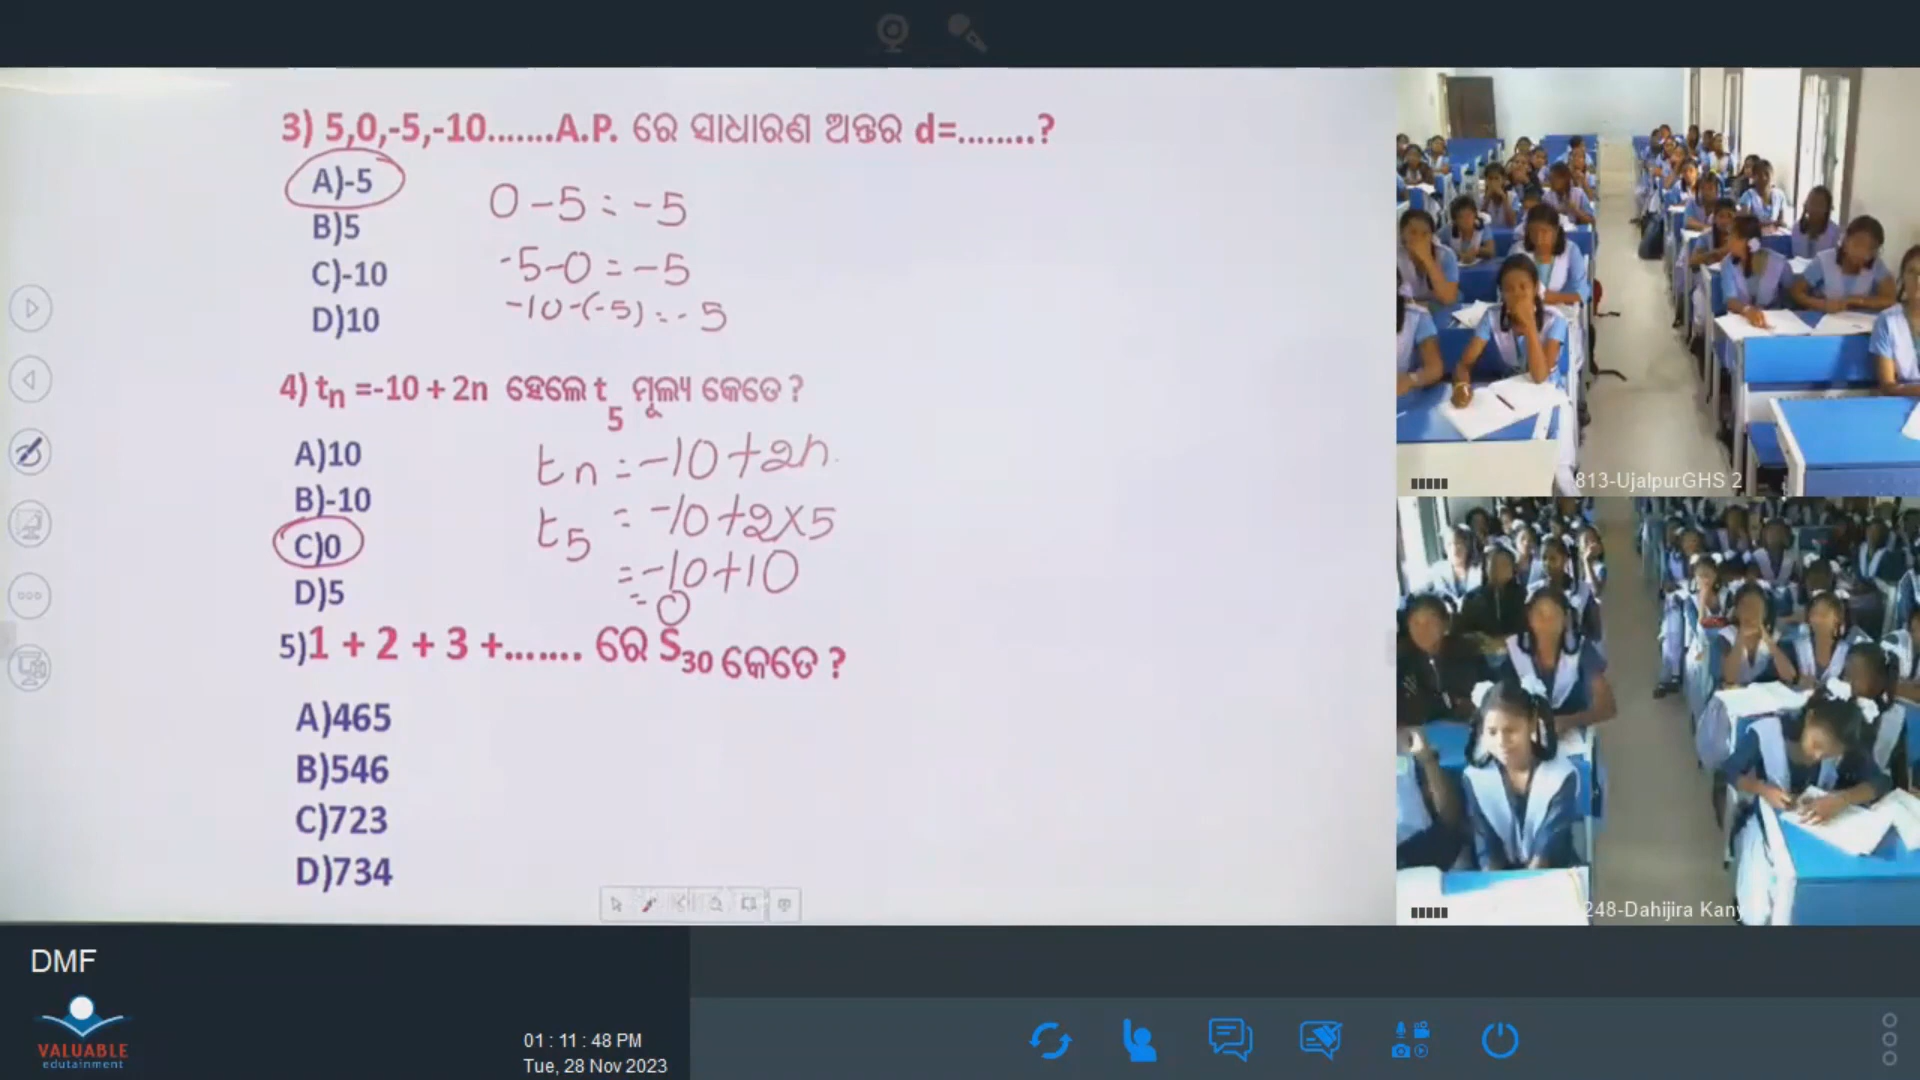 3) 5,0,-5,-10.......A.P. ରେ ସାଧାରଣ ଅନ୍ତର d=........?
A)-5
B)5
C)-10
D)10
0 - 5 = - 5
-5-0 = -5
-10-(-5) = - 5
4) tn =-10 + 2n ହେଲେ t5 ମୂଲ୍ୟ କେତେ ?
A)10
B)-10
C)0
D)5
tn = -10+2n
t5 = -10+2×5
= -10+10
= 0
5)1 + 2 + 3 +....... ରେ S30 କେତେ ?
A)465
B)546
C)723
D)734
813-UjalpurGHS 2
248-Dahijira Kany
DMF
VALUABLE
edutainment
01 : 11 : 48 PM
Tue, 28 Nov 2023